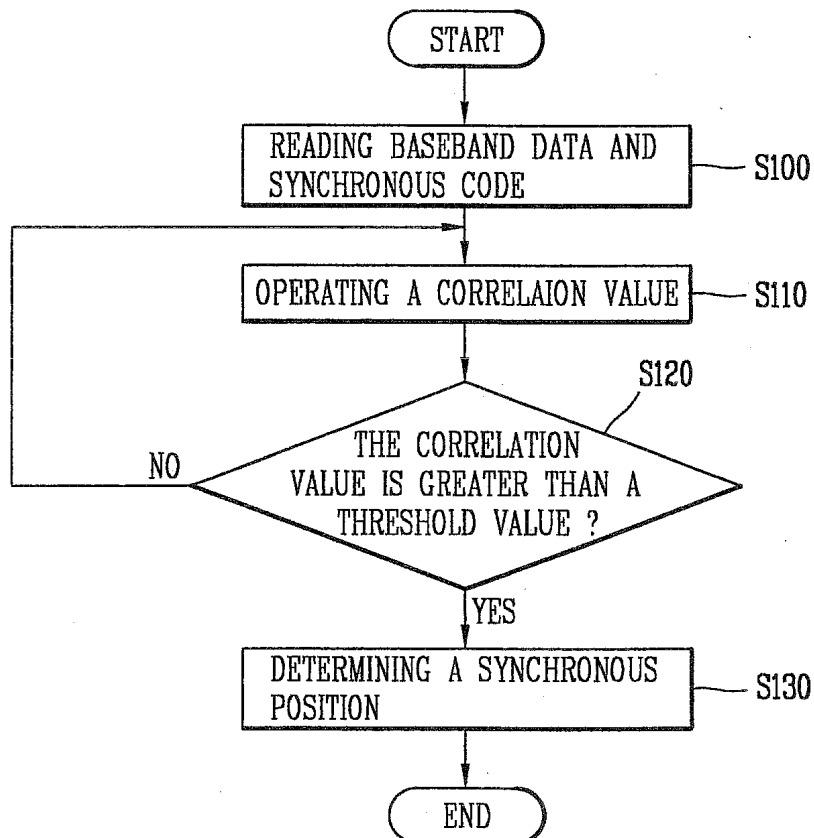 START
READING BASEBAND DATA AND
SYNCHRONOUS CODE
S100
OPERATING A CORRELAION VALUE
S110
S120
THE CORRELATION
VALUE IS GREATER THAN A
THRESHOLD VALUE ?
NO
YES
DETERMINING A SYNCHRONOUS
POSITION
S130
END